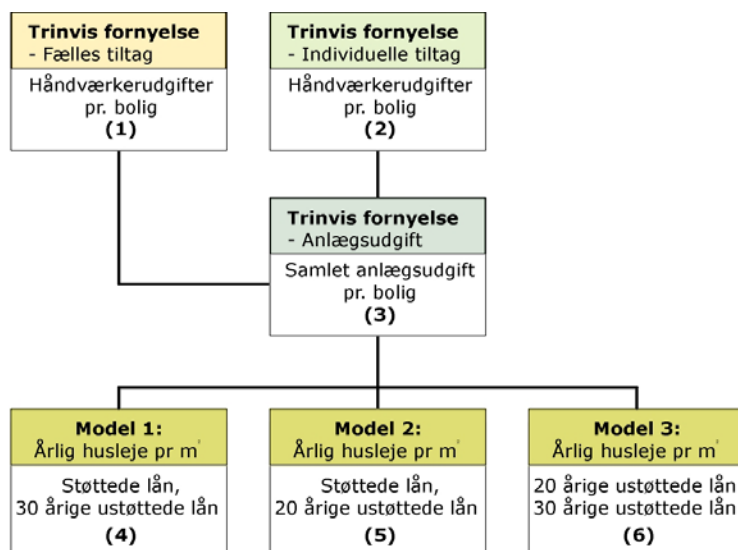 Trinvis fornyelse
- Fælles tiltag
Håndværkerudgifter
pr. bolig
(1)
Trinvis fornyelse
- Individuelle tiltag
Håndværkerudgifter
pr. bolig
(2)
Trinvis fornyelse
- Anlægsudgift
Samlet anlægsudgift
pr. bolig
(3)
Model 1:
Årlig husleje pr m²
Støttede lån,
30 årige ustøttede lån
(4)
Model 2:
Årlig husleje pr m²
Støttede lån,
20 årige ustøttede lån
(5)
Model 3:
Årlig husleje pr m²
20 årige ustøttede lån
30 årige ustøttede lån
(6)